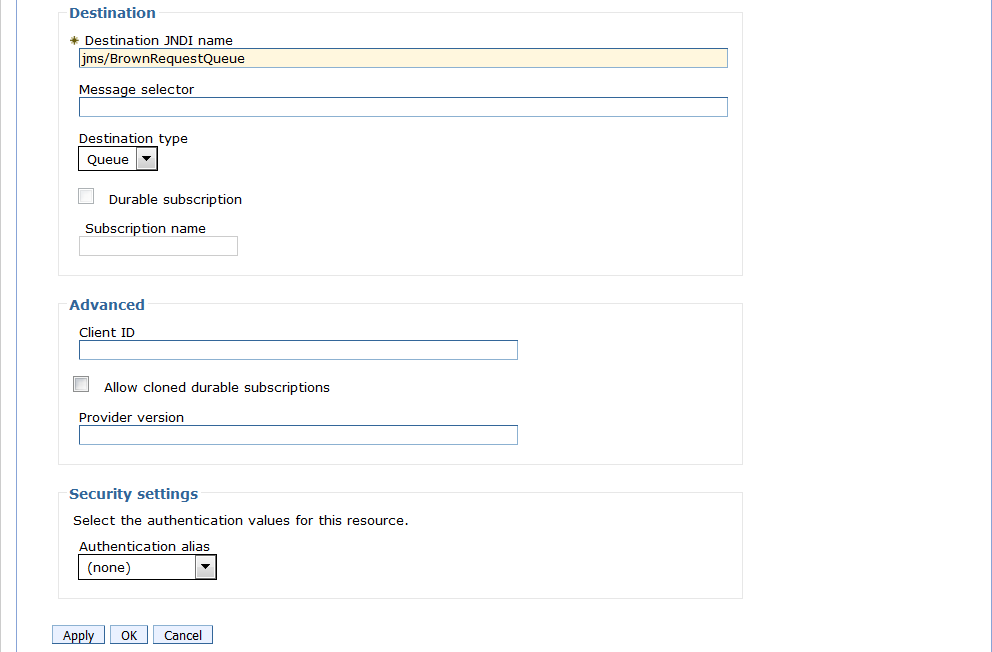 Destination
Destination JNDI name
jms/BrownRequestQueue
Message selector
Destination type
Queue
Durable subscription
Subscription name
Advanced
Client ID
Allow cloned durable subscriptions
Provider version
Security settings
Select the authentication values for this resource.
Authentication alias
(none)
Apply OK Cancel